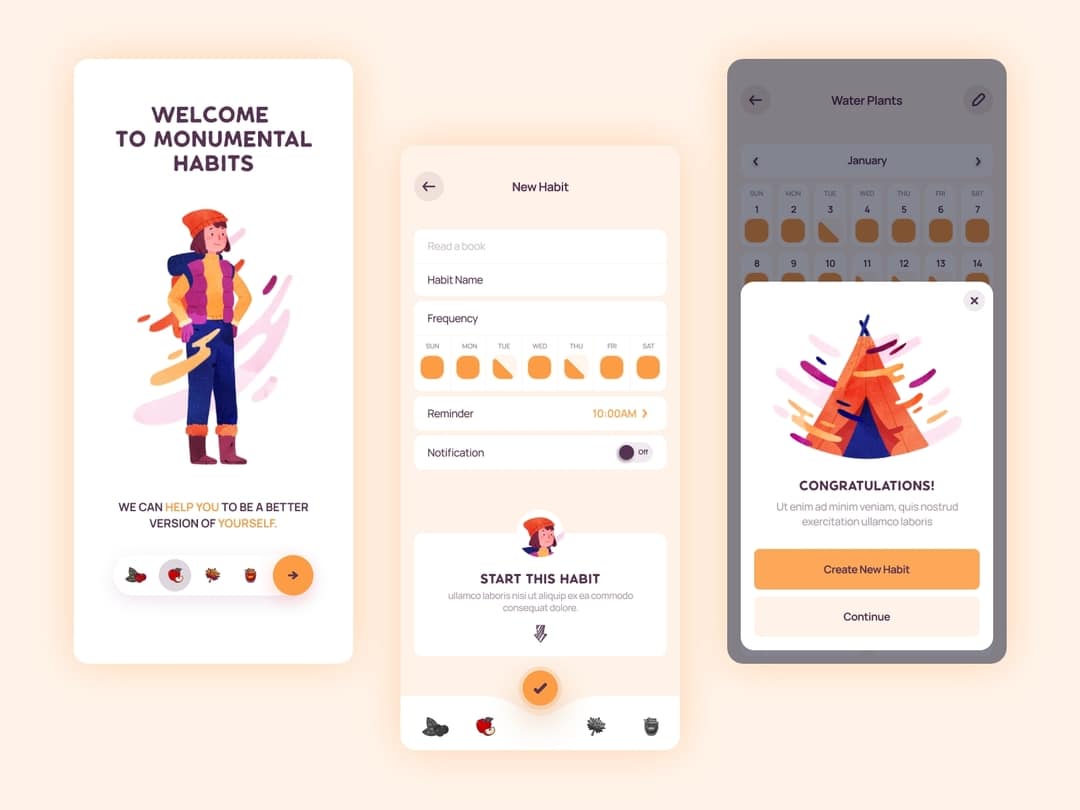 WELCOME
TO MONUMENTAL
HABITS
WE CAN HELP YOU TO BE A BETTER
VERSION OF YOURSELF.
New Habit
Read a book
Habit Name
Frequency
SUN MON TUE WED THU FRI SAT
Reminder 10:00AM
Notification Off
START THIS HABIT
ullamco laboris nisi ut aliquip ex ea commodo
consequat dolore.
Water Plants
January
SUN MON TUE WED THU FRI SAT
1 2 3 4 5 6 7
8 9 10 11 12 13 14
CONGRATULATIONS!
Ut enim ad minim veniam, quis nostrud
exercitation ullamco laboris
Create New Habit
Continue